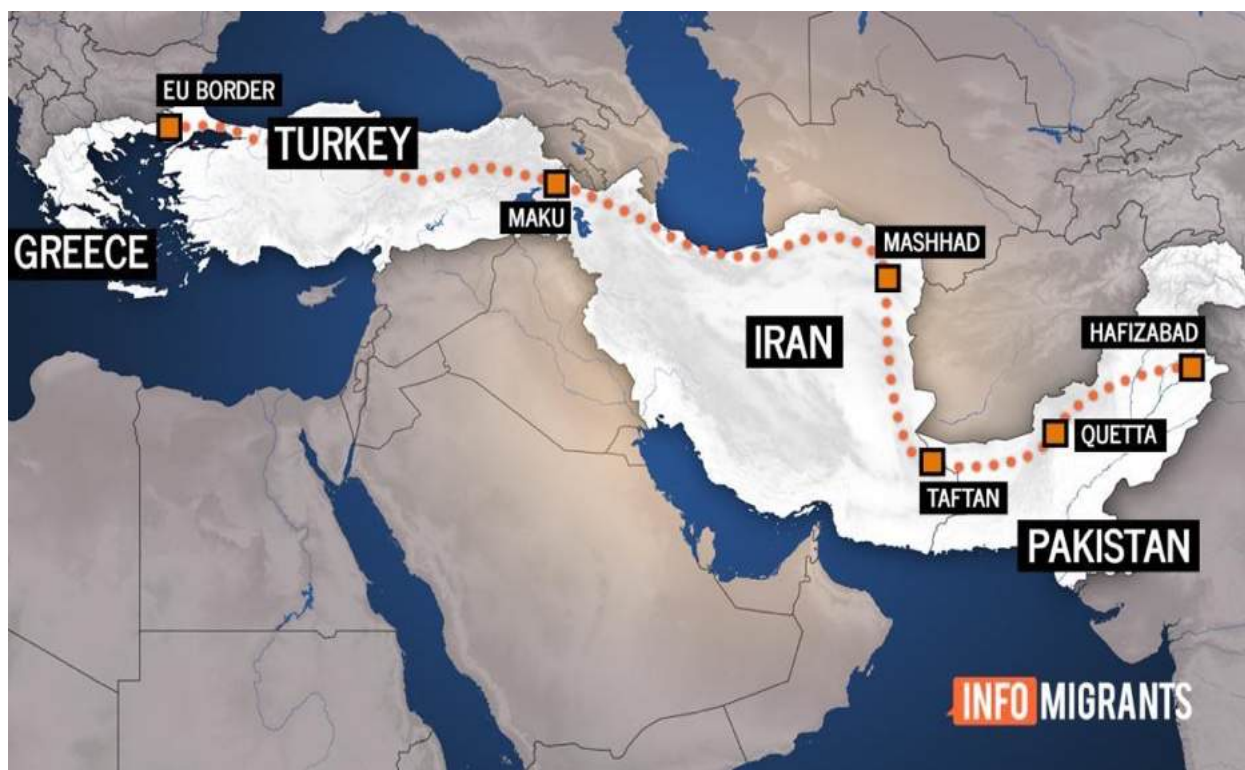 EU BORDER
TURKEY
MAKU
GREECE
MASHHAD
IRAN
HAFIZABAD
QUETTA
TAFTAN
PAKISTAN
INFO MIGRANTS